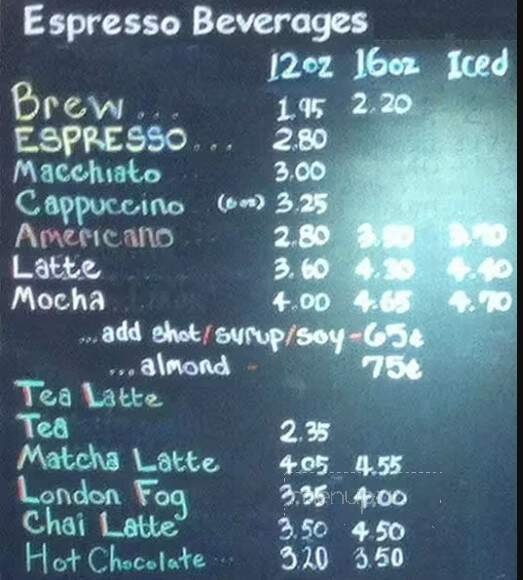 Espresso Beverages
12oz 16oz Iced
Brew... 1.95 2.20
ESPRESSO... 2.80
Macchiato 3.00
Cappuccino (6oz) 3.25
Americano 2.80
Latte 3.60 4.30 4.40
Mocha 4.00 4.65 4.70
...add shot/syrup/soy-65¢
...almond - 75¢
Tea Latte
Tea 2.35
Matcha Latte 4.05 4.55
London Fog 3.35 4.00
Chai Latte 3.50 4.50
Hot Chocolate... 3.20 3.50